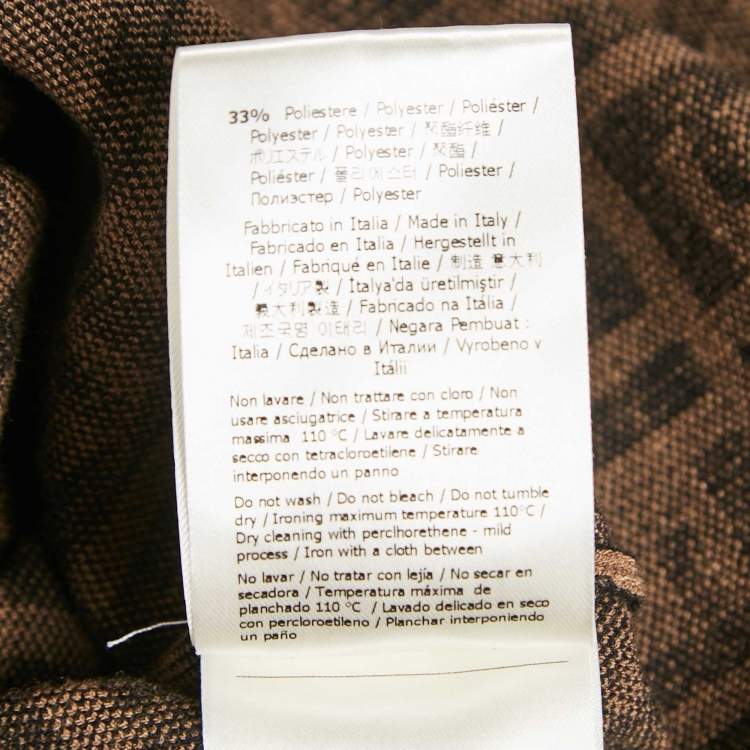 33% Poliestere / Polyester / Poliéster /
Polyester / Polyester / 聚酯纤维 /
ポリエステル / Polyester / 聚酯 /
Poliéster / 폴리에스터 / Poliester /
Полиэстер / Polyester
Fabbricato in Italia / Made in Italy /
Fabricado en Italia / Hergestellt in
Italien / Fabriqué en Italie / 制造 意大利
/ イタリア製 / İtalya'da üretilmiştir /
義大利製造 / Fabricado na Itália /
제조국명 이태리 / Negara Pembuat :
Italia / Сделано в Италии / Vyrobeno v
Itálii
Non lavare / Non trattare con cloro / Non
usare asciugatrice / Stirare a temperatura
massima 110 °C / Lavare delicatamente a
secco con tetracloroetilene / Stirare
interponendo un panno
Do not wash / Do not bleach / Do not tumble
dry / Ironing maximum temperature 110°C /
Dry cleaning with perclhorethene - mild
process / Iron with a cloth between
No lavar / No tratar con lejía / No secar en
secadora / Temperatura máxima de
planchado 110 °C / Lavado delicado en seco
con percloroetileno / Planchar interponiendo
un paño